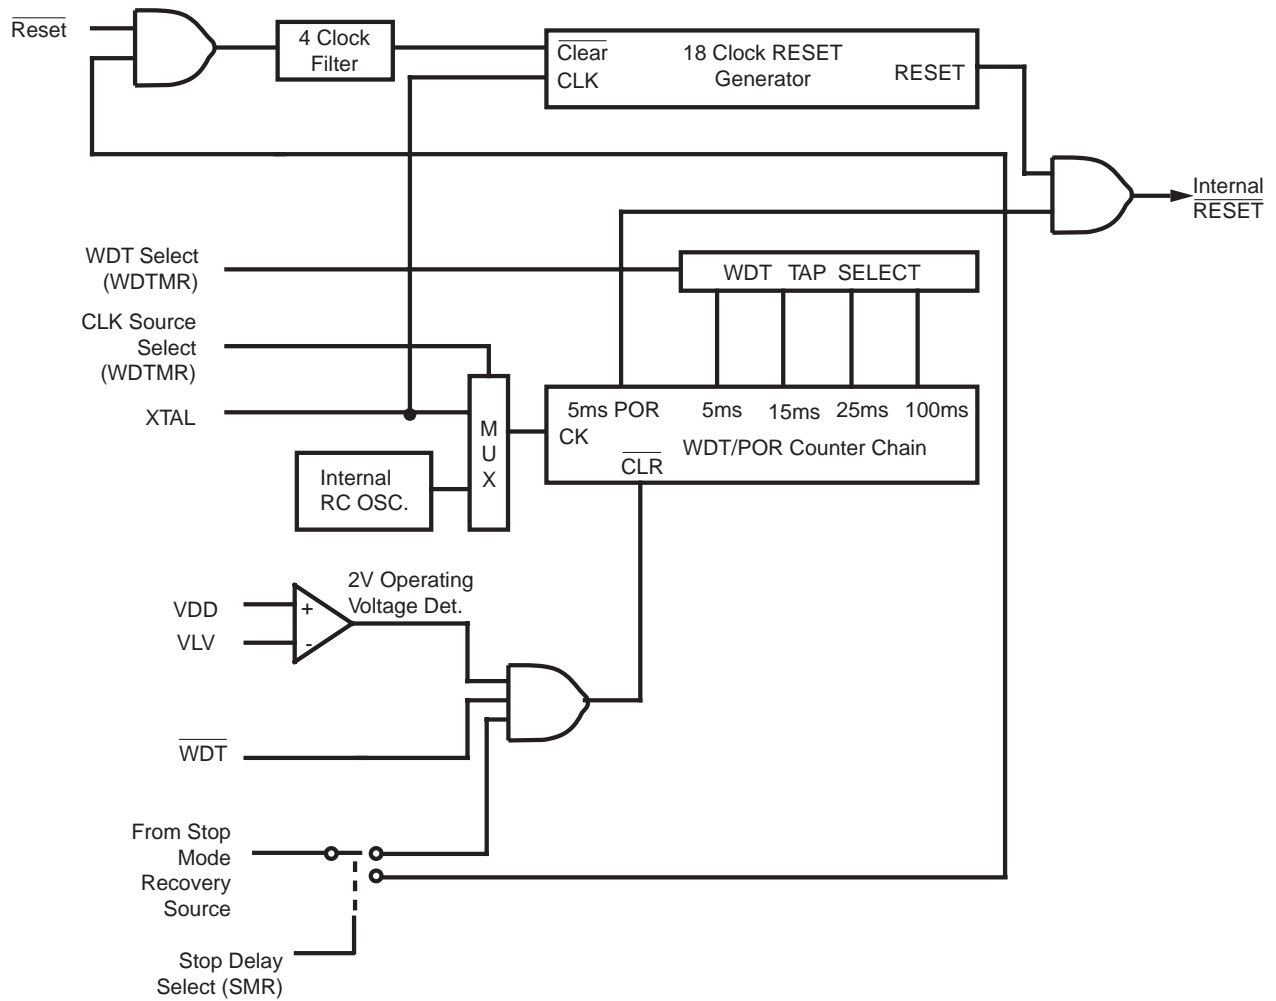 Reset
4 Clock
Filter
Clear
CLK
18 Clock RESET
Generator
RESET
Internal
RESET
WDT Select
(WDTMR)
WDT TAP SELECT
CLK Source
Select
(WDTMR)
XTAL
M
U
X
5ms POR
5ms
15ms
25ms
100ms
CK
WDT/POR Counter Chain
CLR
Internal
RC OSC.
2V Operating
Voltage Det.
VDD
+
VLV
-
WDT
From Stop
Mode
Recovery
Source
Stop Delay
Select (SMR)